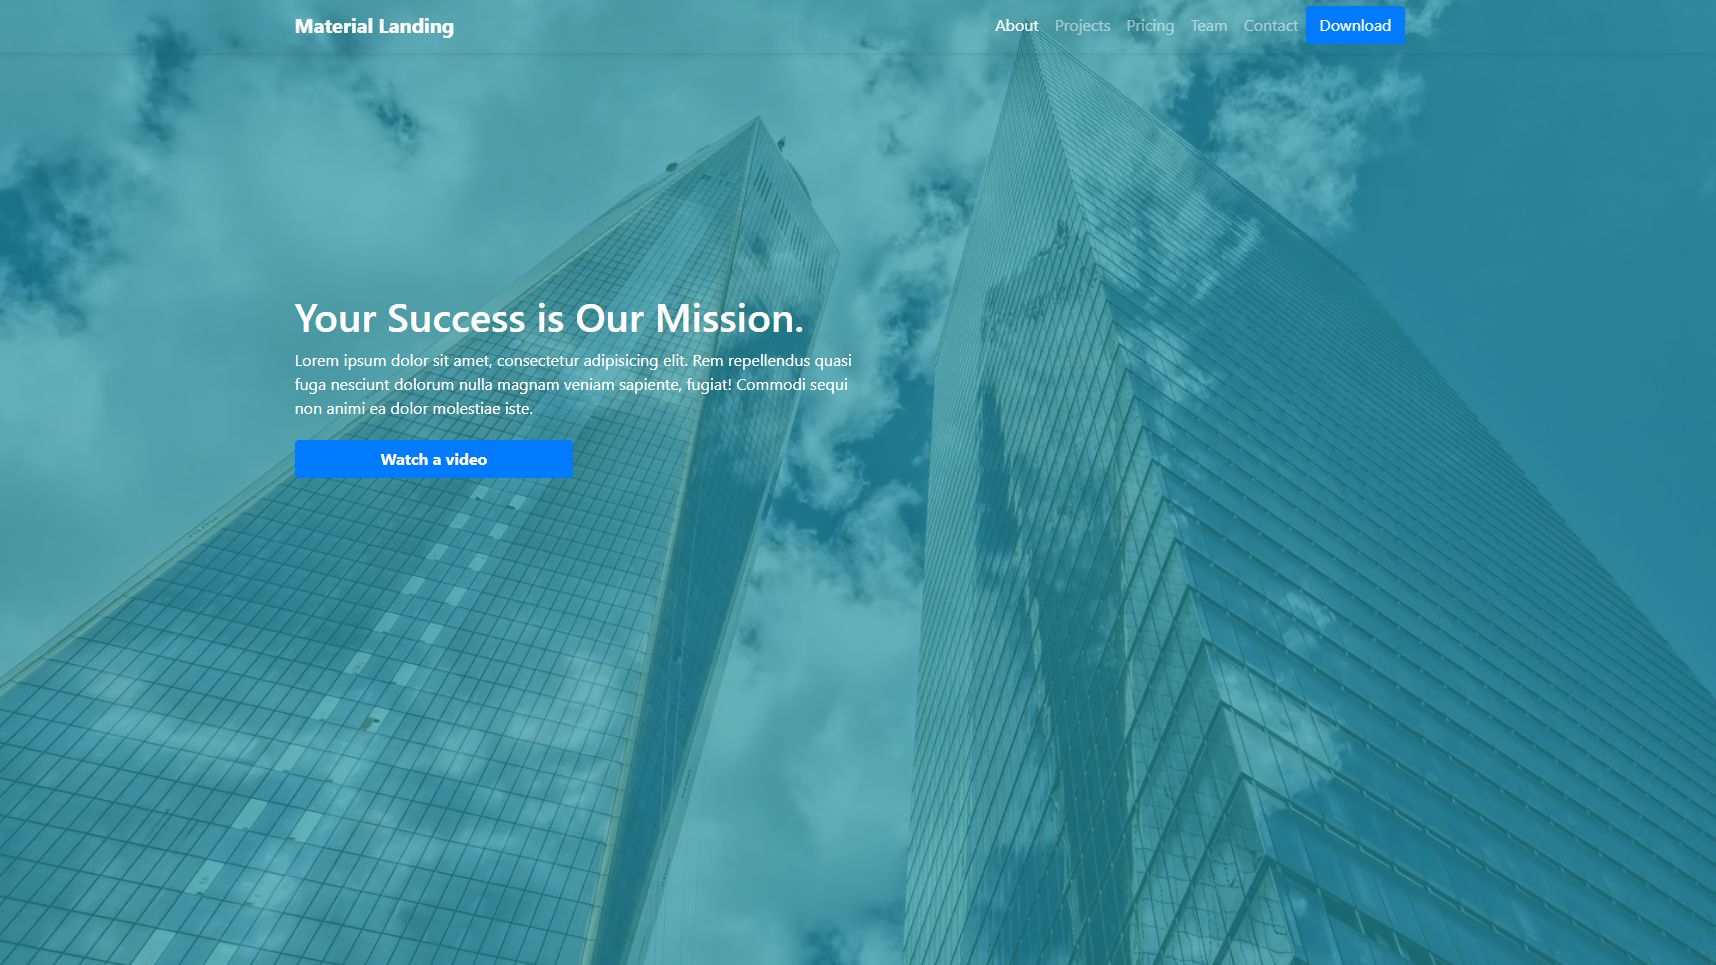 Material Landing
About Projects Pricing Team Contact Download
Your Success is Our Mission.
Lorem ipsum dolor sit amet, consectetur adipisicing elit. Rem repellendus quasi
fuga nesciunt dolorum nulla magnam veniam sapiente, fugiat! Commodi sequi
non animi ea dolor molestiae iste.
Watch a video